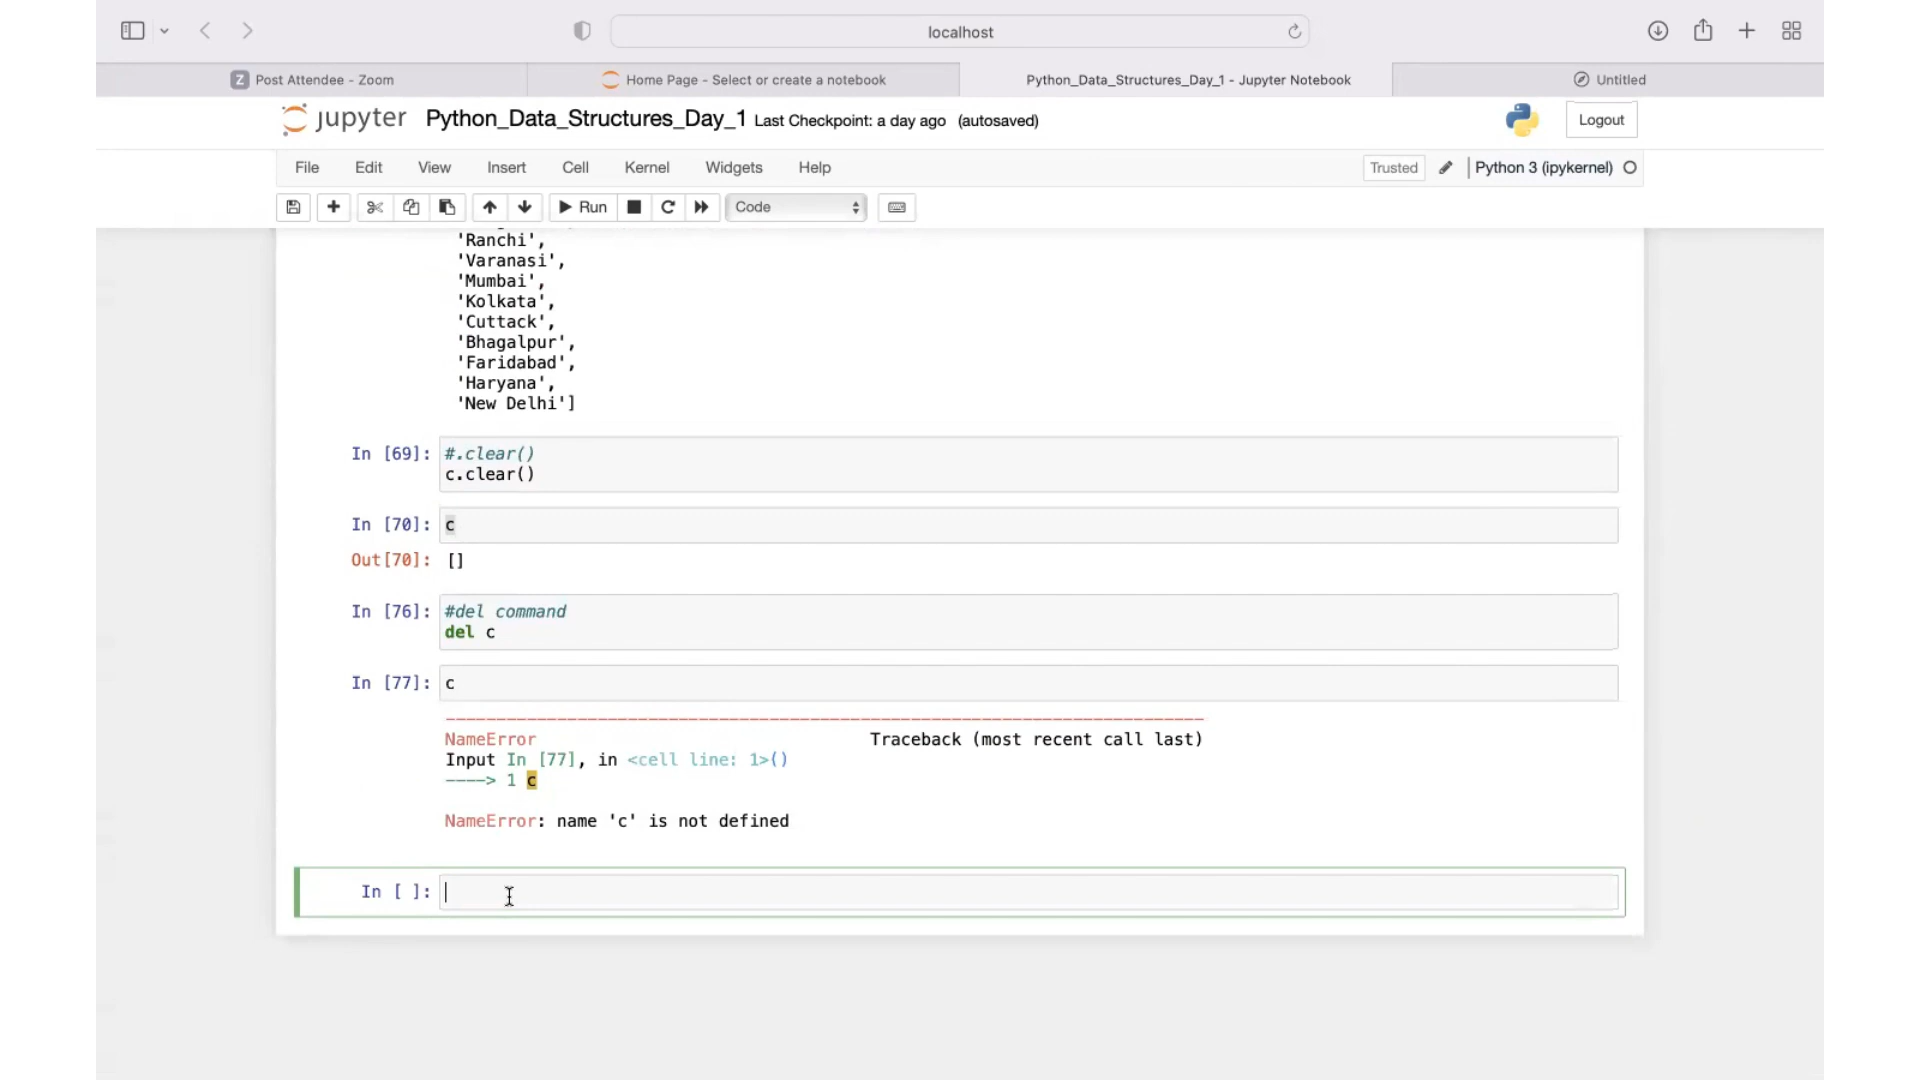 localhost
Post Attendee - Zoom
Home Page - Select or create a notebook
Python_Data_Structures_Day_1 - Jupyter Notebook
Untitled
jupyter Python_Data_Structures_Day_1 Last Checkpoint: a day ago (autosaved)
Logout
File Edit View Insert Cell Kernel Widgets Help
Trusted
Python 3 (ipykernel)
Run
Code
'Ranchi',
'Varanasi',
'Mumbai',
'Kolkata',
'Cuttack',
'Bhagalpur',
'Faridabad',
'Haryana',
'New Delhi']
In [69]: #.clear()
c.clear()
In [70]: c
Out[70]: []
In [76]: #del command
del c
In [77]: c
---------------------------------------------------------------------------
NameError Traceback (most recent call last)
Input In [77], in <cell line: 1>()
----> 1 c
NameError: name 'c' is not defined
In [ ]: